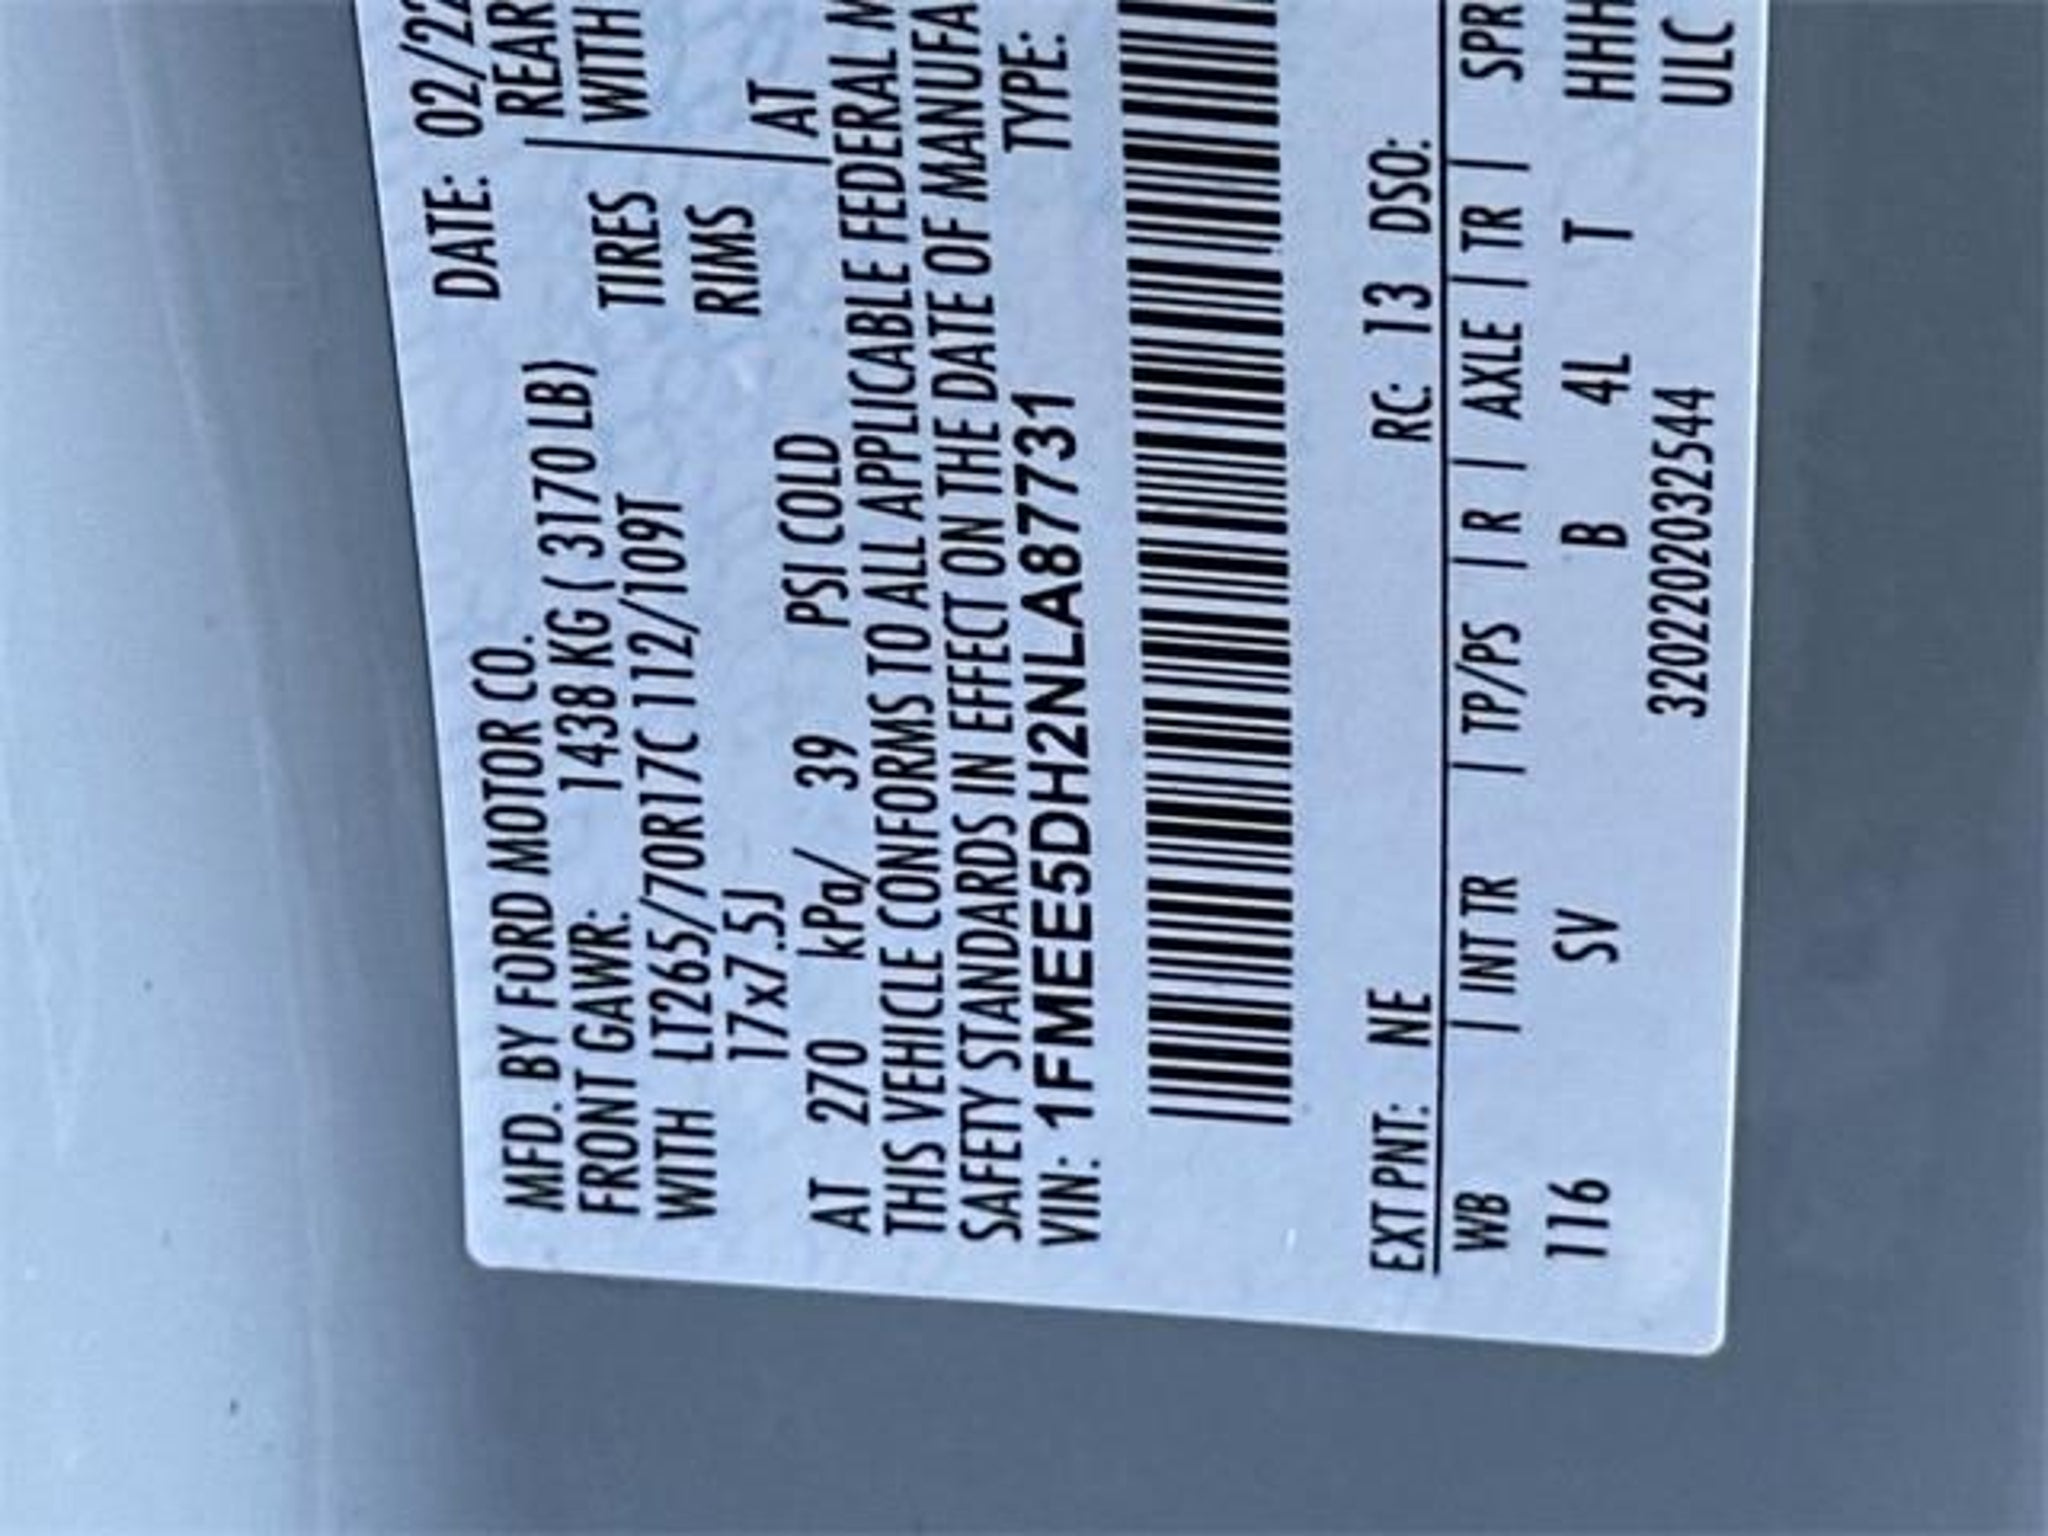 MFD. BY FORD MOTOR CO. DATE: 02/22
FRONT GAWR: 1438 KG ( 3170 LB) REAR
WITH LT265/70R17C 112/109T TIRES WITH
17x7.5J RIMS
AT 270 kPa/ 39 PSI COLD AT
THIS VEHICLE CONFORMS TO ALL APPLICABLE FEDERAL M
SAFETY STANDARDS IN EFFECT ON THE DATE OF MANUFA
VIN: 1FMEE5DH2NLA87731 TYPE:
EXT PNT: NE RC: 13 DSO:
WB | INT TR | TP/PS | R | AXLE | TR | SPR
116 SV B 4L T HHH
3202202032544 ULC